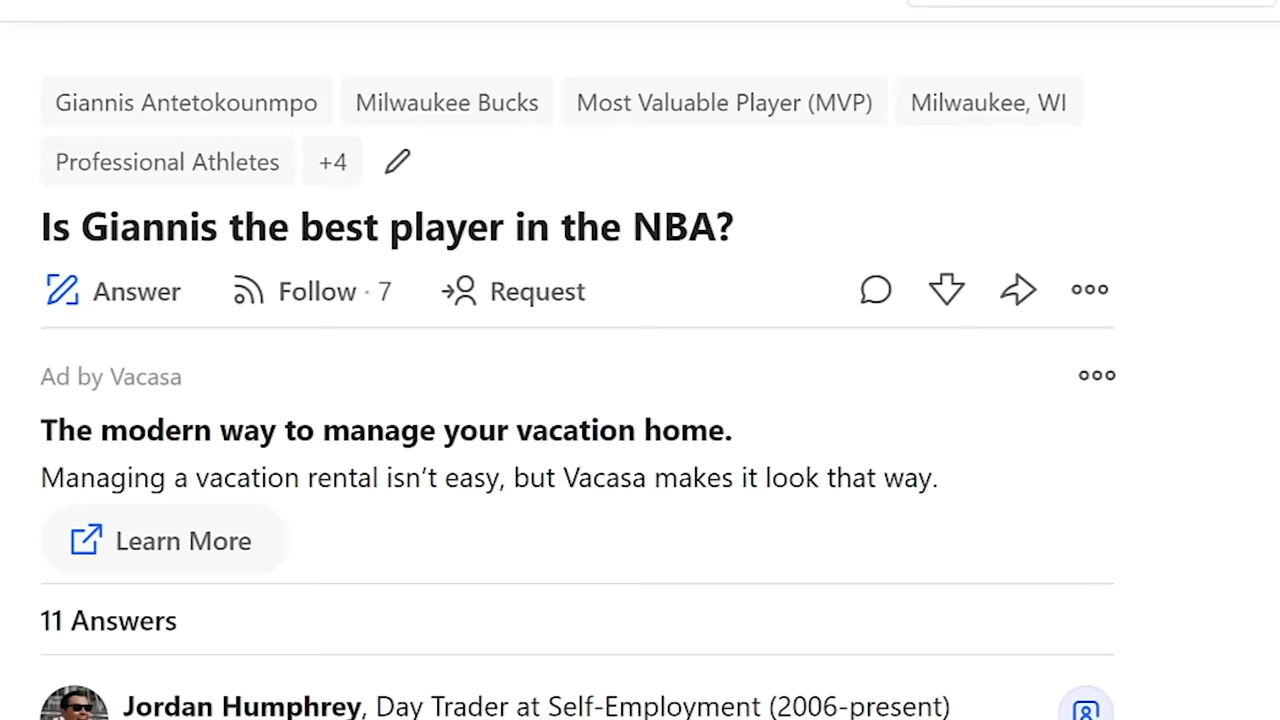 Giannis Antetokounmpo Milwaukee Bucks Most Valuable Player (MVP) Milwaukee, WI
Professional Athletes +4
Is Giannis the best player in the NBA?
Answer Follow · 7 Request
Ad by Vacasa
The modern way to manage your vacation home.
Managing a vacation rental isn’t easy, but Vacasa makes it look that way.
Learn More
11 Answers
Jordan Humphrey, Day Trader at Self-Employment (2006-present)